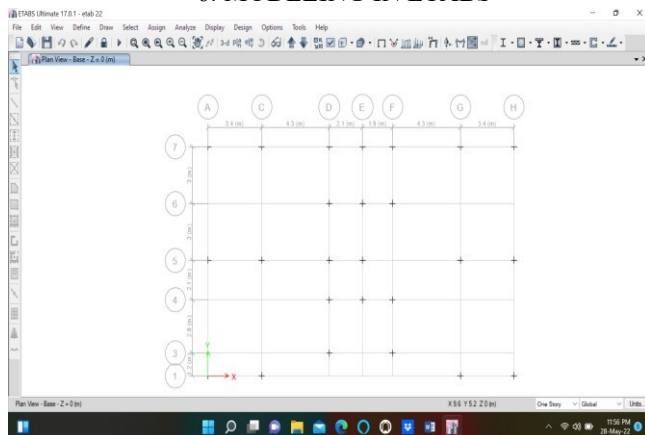 ETABS Ultimate 17.0.1 - etab 22
File Edit View Define Draw Select Assign Analyze Display Design Options Tools Help
Plan View - Base - Z = 0 (m)
A C D E F G H
3.4 (m) 4.3 (m) 2.1 (m) 1.8 (m) 4.3 (m) 3.4 (m)
7
3 (m)
6
3 (m)
5
2.1 (m)
4
2.8 (m)
3
Y
1
X
Plan View - Base - Z = 0 (m)
X 9.6 Y 5.2 Z 0 (m)
One Story Global Units...
11:56 PM
28-May-22